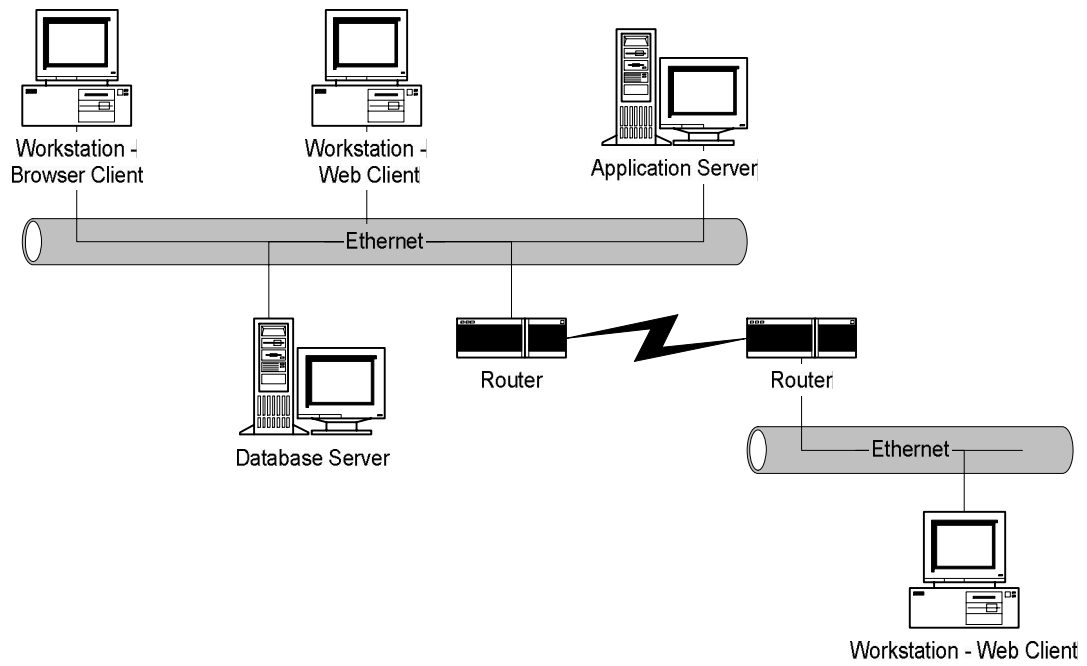 Workstation -
Browser Client
Workstation -
Web Client
Application Server
Ethernet
Database Server
Router
Router
Ethernet
Workstation - Web Client